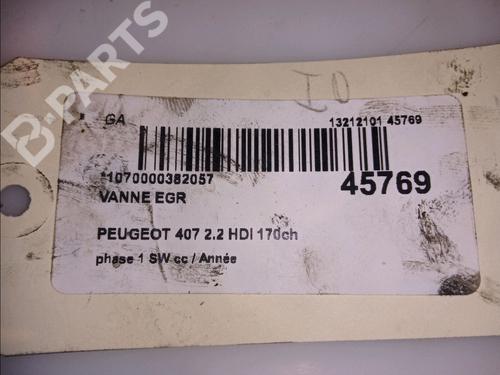 B-PARTS
IO
GA
13212101 45769
*1070000382057
45769
VANNE EGR
PEUGEOT 407 2.2 HDI 170ch
phase 1 SW cc / Année